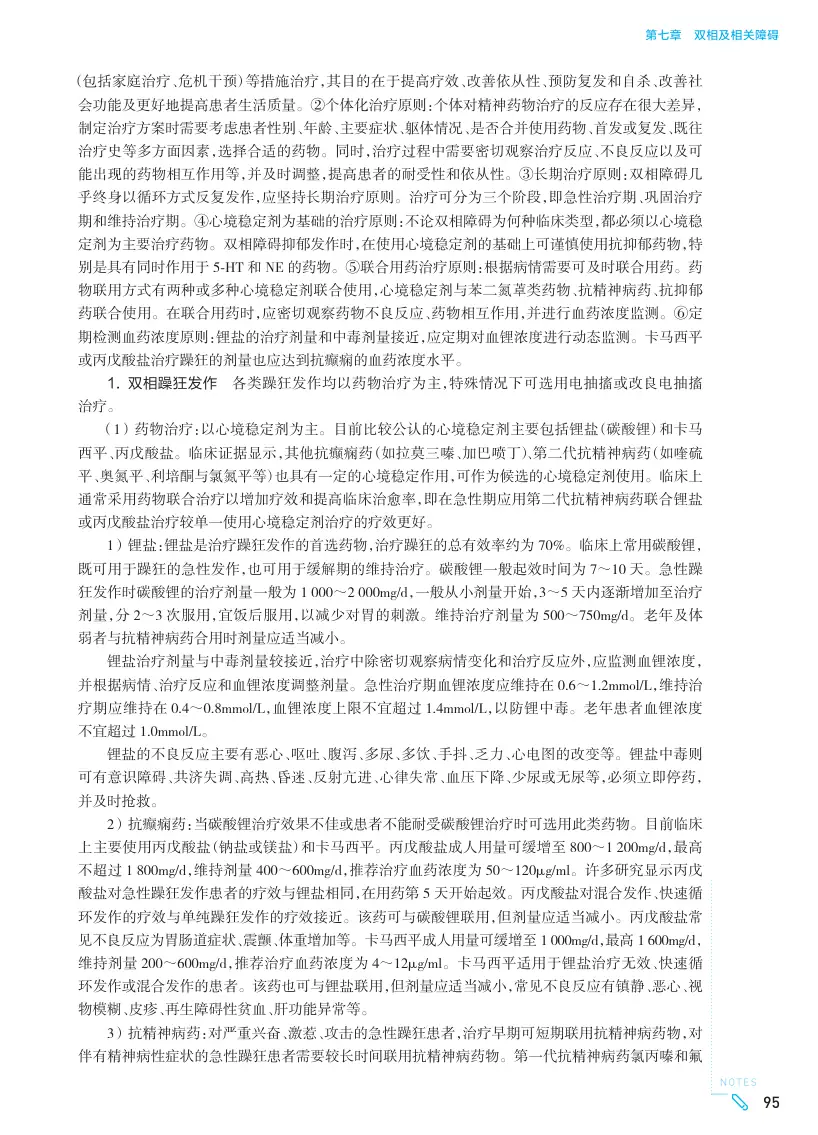 第七章　双相及相关障碍
（包括家庭治疗、危机干预）等措施治疗，其目的在于提高疗效、改善依从性、预防复发和自杀、改善社
会功能及更好地提高患者生活质量。②个体化治疗原则：个体对精神药物治疗的反应存在很大差异，
制定治疗方案时需要考虑患者性别、年龄、主要症状、躯体情况、是否合并使用药物、首发或复发、既往
治疗史等多方面因素，选择合适的药物。同时，治疗过程中需要密切观察治疗反应、不良反应以及可
能出现的药物相互作用等，并及时调整，提高患者的耐受性和依从性。③长期治疗原则：双相障碍几
乎终身以循环方式反复发作，应坚持长期治疗原则。治疗可分为三个阶段，即急性治疗期、巩固治疗
期和维持治疗期。④心境稳定剂为基础的治疗原则：不论双相障碍为何种临床类型，都必须以心境稳
定剂为主要治疗药物。双相障碍抑郁发作时，在使用心境稳定剂的基础上可谨慎使用抗抑郁药物，特
别是具有同时作用于 5-HT 和 NE 的药物。⑤联合用药治疗原则：根据病情需要可及时联合用药。药
物联用方式有两种或多种心境稳定剂联合使用，心境稳定剂与苯二氮䓬类药物、抗精神病药、抗抑郁
药联合使用。在联合用药时，应密切观察药物不良反应、药物相互作用，并进行血药浓度监测。⑥定
期检测血药浓度原则：锂盐的治疗剂量和中毒剂量接近，应定期对血锂浓度进行动态监测。卡马西平
或丙戊酸盐治疗躁狂的剂量也应达到抗癫痫的血药浓度水平。
1. 双相躁狂发作　各类躁狂发作均以药物治疗为主，特殊情况下可选用电抽搐或改良电抽搐
治疗。
（1）药物治疗：以心境稳定剂为主。目前比较公认的心境稳定剂主要包括锂盐（碳酸锂）和卡马
西平、丙戊酸盐。临床证据显示，其他抗癫痫药（如拉莫三嗪、加巴喷丁）、第二代抗精神病药（如喹硫
平、奥氮平、利培酮与氯氮平等）也具有一定的心境稳定作用，可作为候选的心境稳定剂使用。临床上
通常采用药物联合治疗以增加疗效和提高临床治愈率，即在急性期应用第二代抗精神病药联合锂盐
或丙戊酸盐治疗较单一使用心境稳定剂治疗的疗效更好。
1）锂盐：锂盐是治疗躁狂发作的首选药物，治疗躁狂的总有效率约为 70%。临床上常用碳酸锂，
既可用于躁狂的急性发作，也可用于缓解期的维持治疗。碳酸锂一般起效时间为 7～10 天。急性躁
狂发作时碳酸锂的治疗剂量一般为 1 000～2 000mg/d，一般从小剂量开始，3～5 天内逐渐增加至治疗
剂量，分 2～3 次服用，宜饭后服用，以减少对胃的刺激。维持治疗剂量为 500～750mg/d。老年及体
弱者与抗精神病药合用时剂量应适当减小。
锂盐治疗剂量与中毒剂量较接近，治疗中除密切观察病情变化和治疗反应外，应监测血锂浓度，
并根据病情、治疗反应和血锂浓度调整剂量。急性治疗期血锂浓度应维持在 0.6～1.2mmol/L，维持治
疗期应维持在 0.4～0.8mmol/L，血锂浓度上限不宜超过 1.4mmol/L，以防锂中毒。老年患者血锂浓度
不宜超过 1.0mmol/L。
锂盐的不良反应主要有恶心、呕吐、腹泻、多尿、多饮、手抖、乏力、心电图的改变等。锂盐中毒则
可有意识障碍、共济失调、高热、昏迷、反射亢进、心律失常、血压下降、少尿或无尿等，必须立即停药，
并及时抢救。
2）抗癫痫药：当碳酸锂治疗效果不佳或患者不能耐受碳酸锂治疗时可选用此类药物。目前临床
上主要使用丙戊酸盐（钠盐或镁盐）和卡马西平。丙戊酸盐成人用量可缓增至 800～1 200mg/d，最高
不超过 1 800mg/d，维持剂量 400～600mg/d，推荐治疗血药浓度为 50～120μg/ml。许多研究显示丙戊
酸盐对急性躁狂发作患者的疗效与锂盐相同，在用药第 5 天开始起效。丙戊酸盐对混合发作、快速循
环发作的疗效与单纯躁狂发作的疗效接近。该药可与碳酸锂联用，但剂量应适当减小。丙戊酸盐常
见不良反应为胃肠道症状、震颤、体重增加等。卡马西平成人用量可缓增至 1 000mg/d，最高 1 600mg/d，
维持剂量 200～600mg/d，推荐治疗血药浓度为 4～12μg/ml。卡马西平适用于锂盐治疗无效、快速循
环发作或混合发作的患者。该药也可与锂盐联用，但剂量应适当减小，常见不良反应有镇静、恶心、视
物模糊、皮疹、再生障碍性贫血、肝功能异常等。
3）抗精神病药：对严重兴奋、激惹、攻击的急性躁狂患者，治疗早期可短期联用抗精神病药物，对
伴有精神病性症状的急性躁狂患者需要较长时间联用抗精神病药物。第一代抗精神病药氯丙嗪和氟
NOTES
95